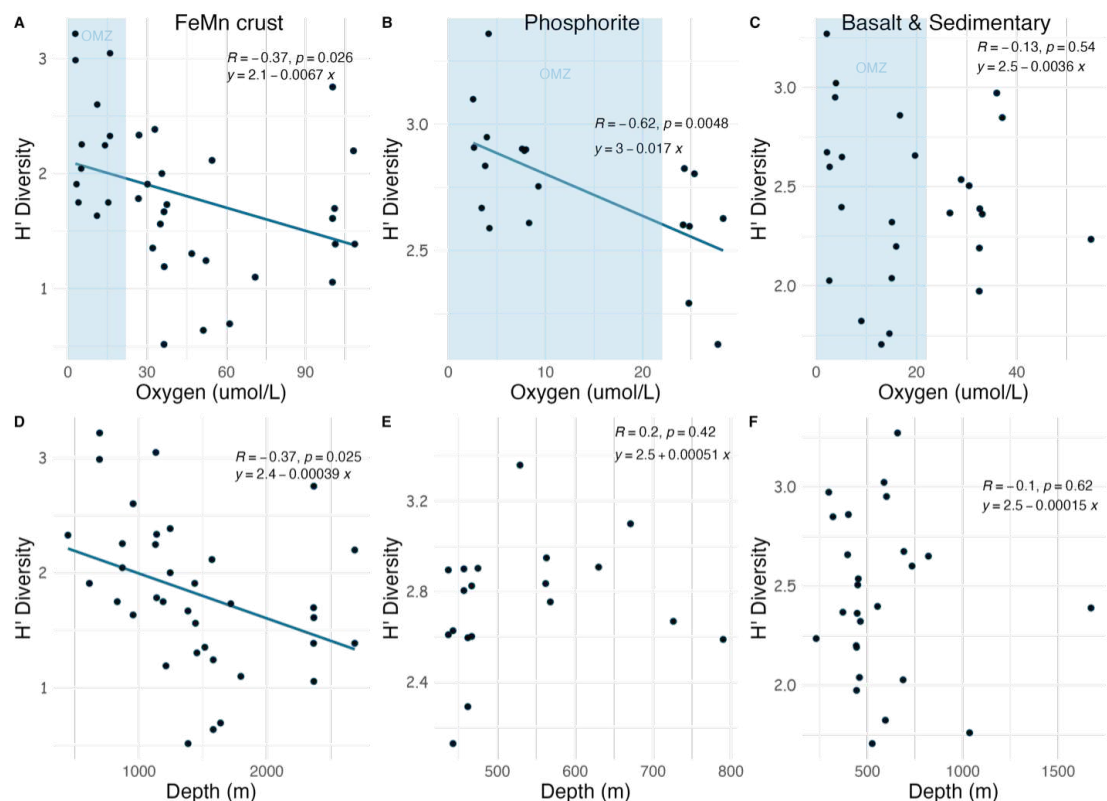 A FeMn crust
OMZ
R = −0.37, p = 0.026
y = 2.1 − 0.0067 x
H' Diversity
3
2
1
0 30 60 90
Oxygen (umol/L)
B Phosphorite
OMZ
R = −0.62, p = 0.0048
y = 3 − 0.017 x
H' Diversity
3.0
2.5
0 10 20
Oxygen (umol/L)
C Basalt & Sedimentary
OMZ
R = −0.13, p = 0.54
y = 2.5 − 0.0036 x
H' Diversity
3.0
2.5
2.0
0 20 40
Oxygen (umol/L)
D
R = −0.37, p = 0.025
y = 2.4 − 0.00039 x
H' Diversity
3
2
1
1000 2000
Depth (m)
E
R = 0.2, p = 0.42
y = 2.5 + 0.00051 x
H' Diversity
3.2
2.8
2.4
500 600 700 800
Depth (m)
F
R = −0.1, p = 0.62
y = 2.5 − 0.00015 x
H' Diversity
3.0
2.5
2.0
500 1000 1500
Depth (m)